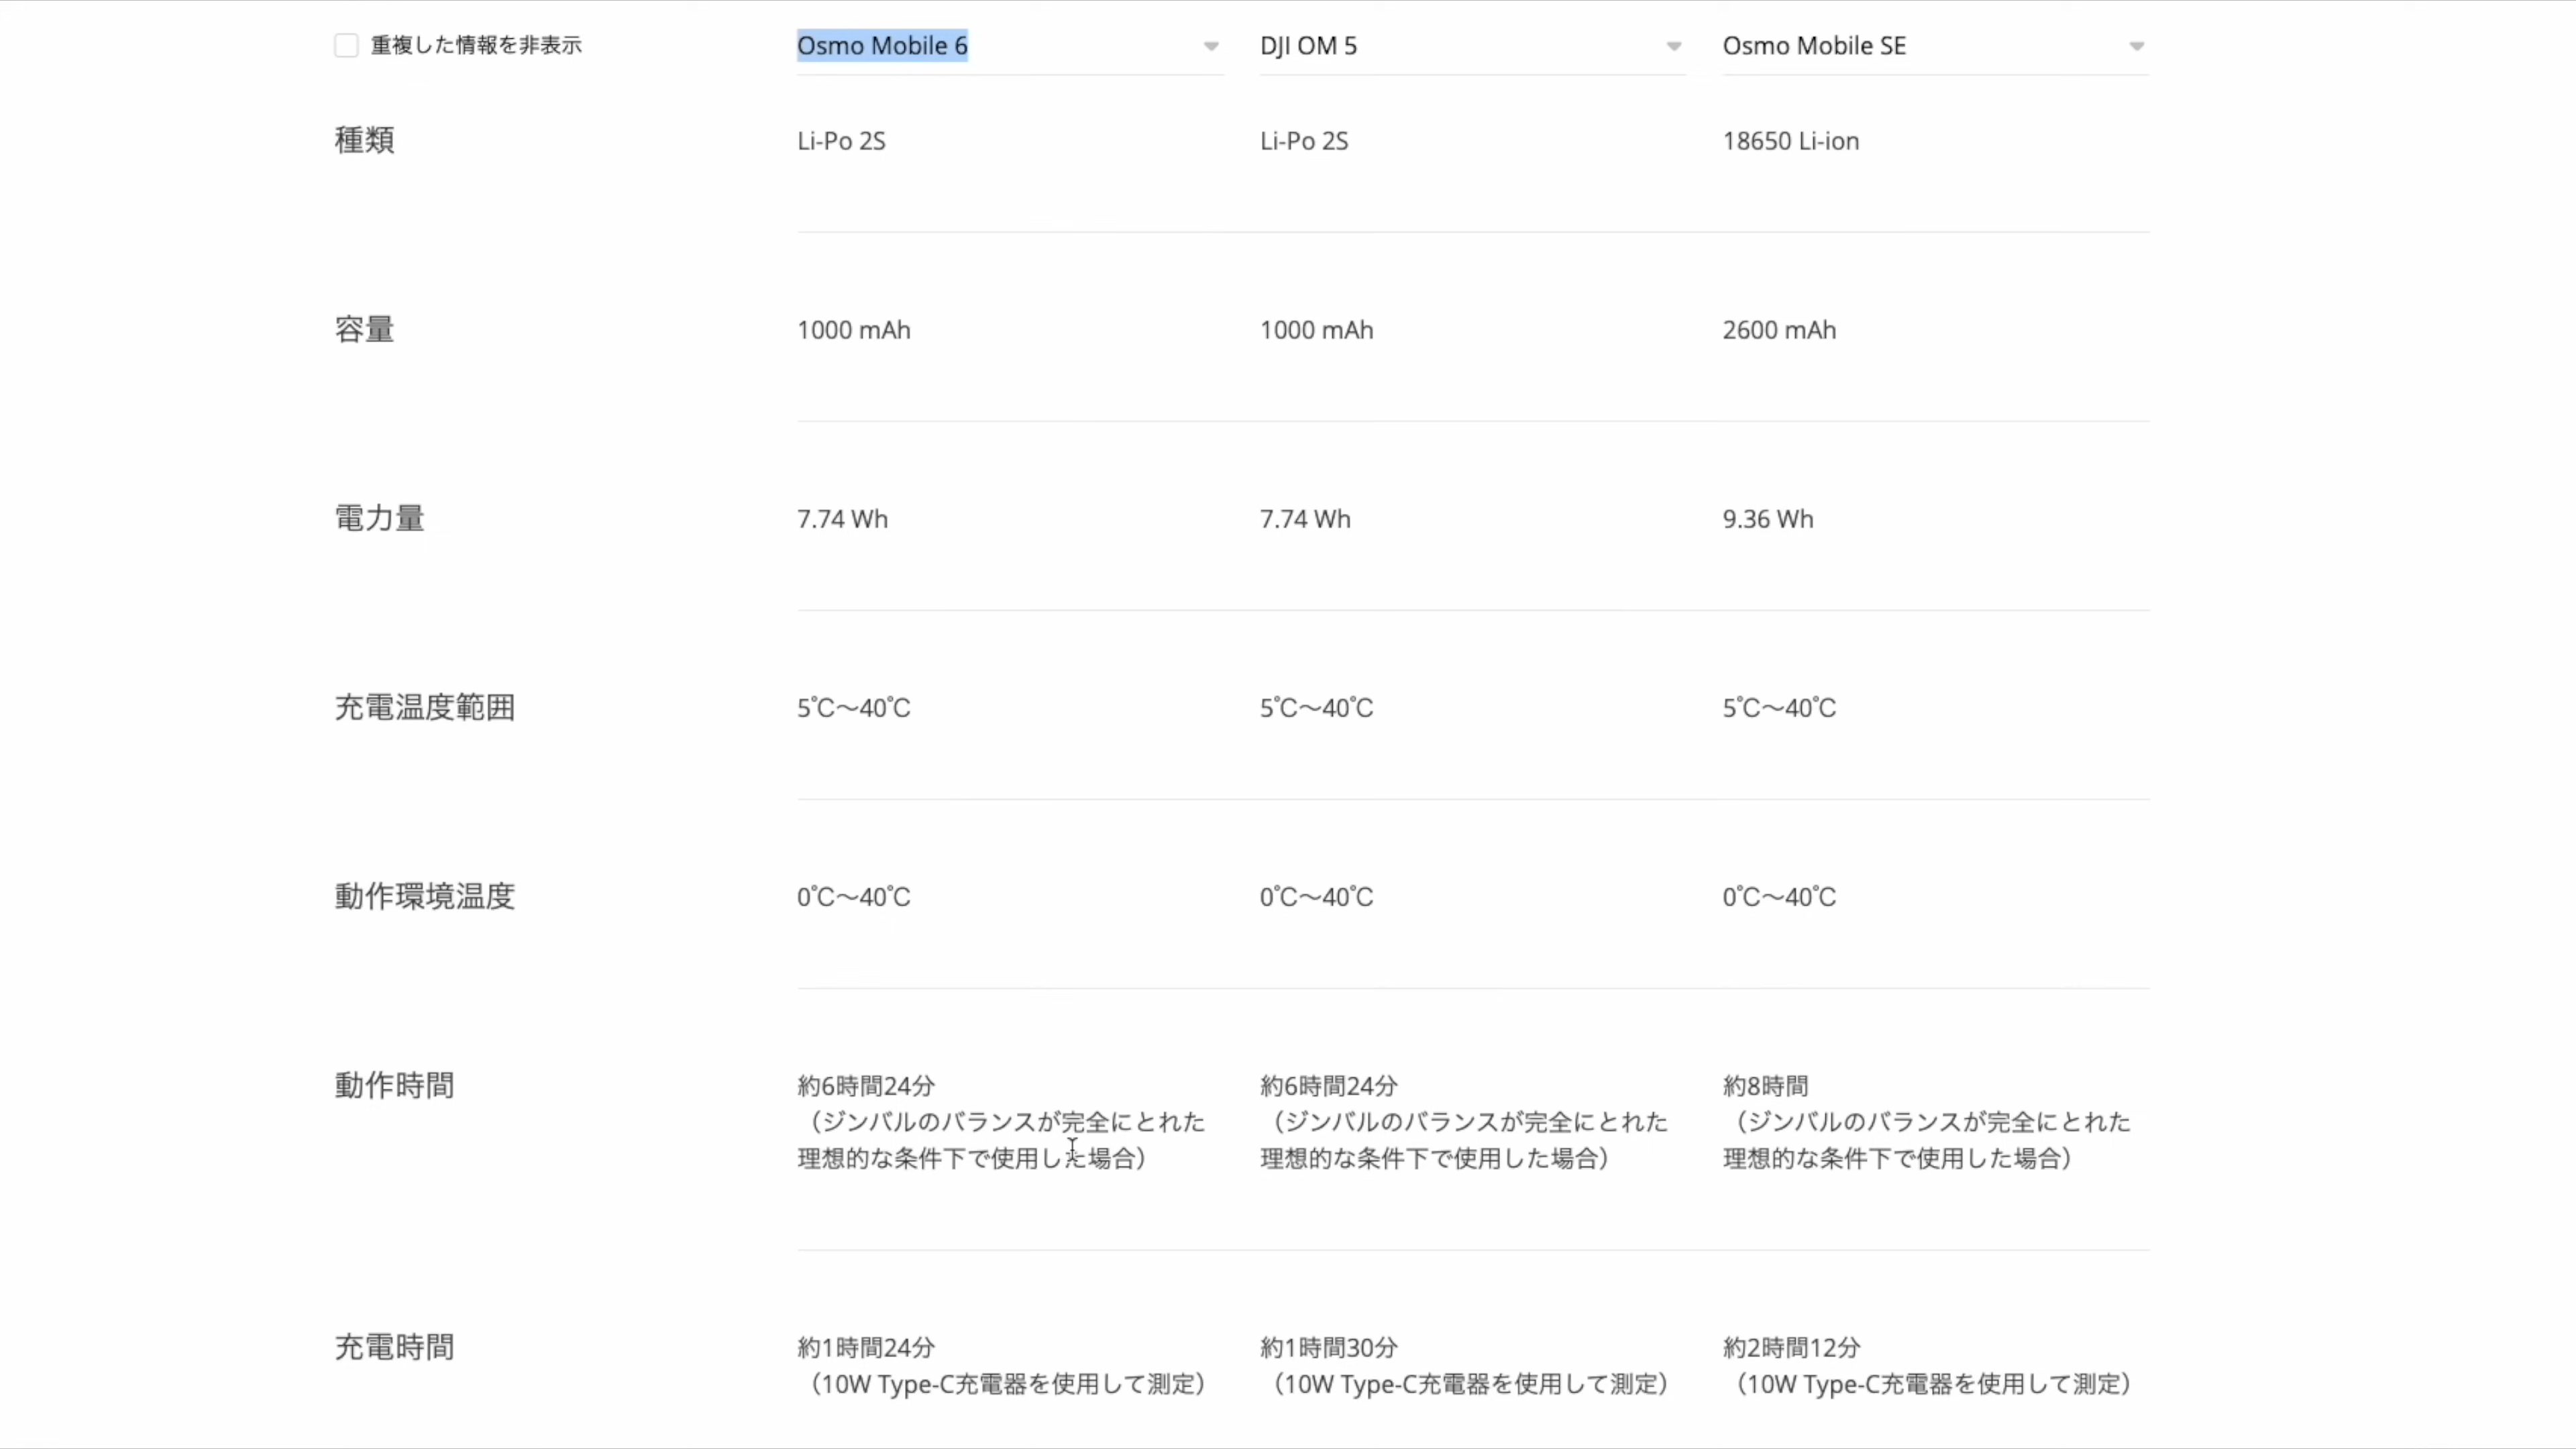 重複した情報を非表示
Osmo Mobile 6
DJI OM 5
Osmo Mobile SE
種類
Li-Po 2S
Li-Po 2S
18650 Li-ion
容量
1000 mAh
1000 mAh
2600 mAh
電力量
7.74 Wh
7.74 Wh
9.36 Wh
充電温度範囲
5℃～40℃
5℃～40℃
5℃～40℃
動作環境温度
0℃～40℃
0℃～40℃
0℃～40℃
動作時間
約6時間24分
（ジンバルのバランスが完全にとれた
理想的な条件下で使用した場合）
約6時間24分
（ジンバルのバランスが完全にとれた
理想的な条件下で使用した場合）
約8時間
（ジンバルのバランスが完全にとれた
理想的な条件下で使用した場合）
充電時間
約1時間24分
（10W Type-C充電器を使用して測定）
約1時間30分
（10W Type-C充電器を使用して測定）
約2時間12分
（10W Type-C充電器を使用して測定）